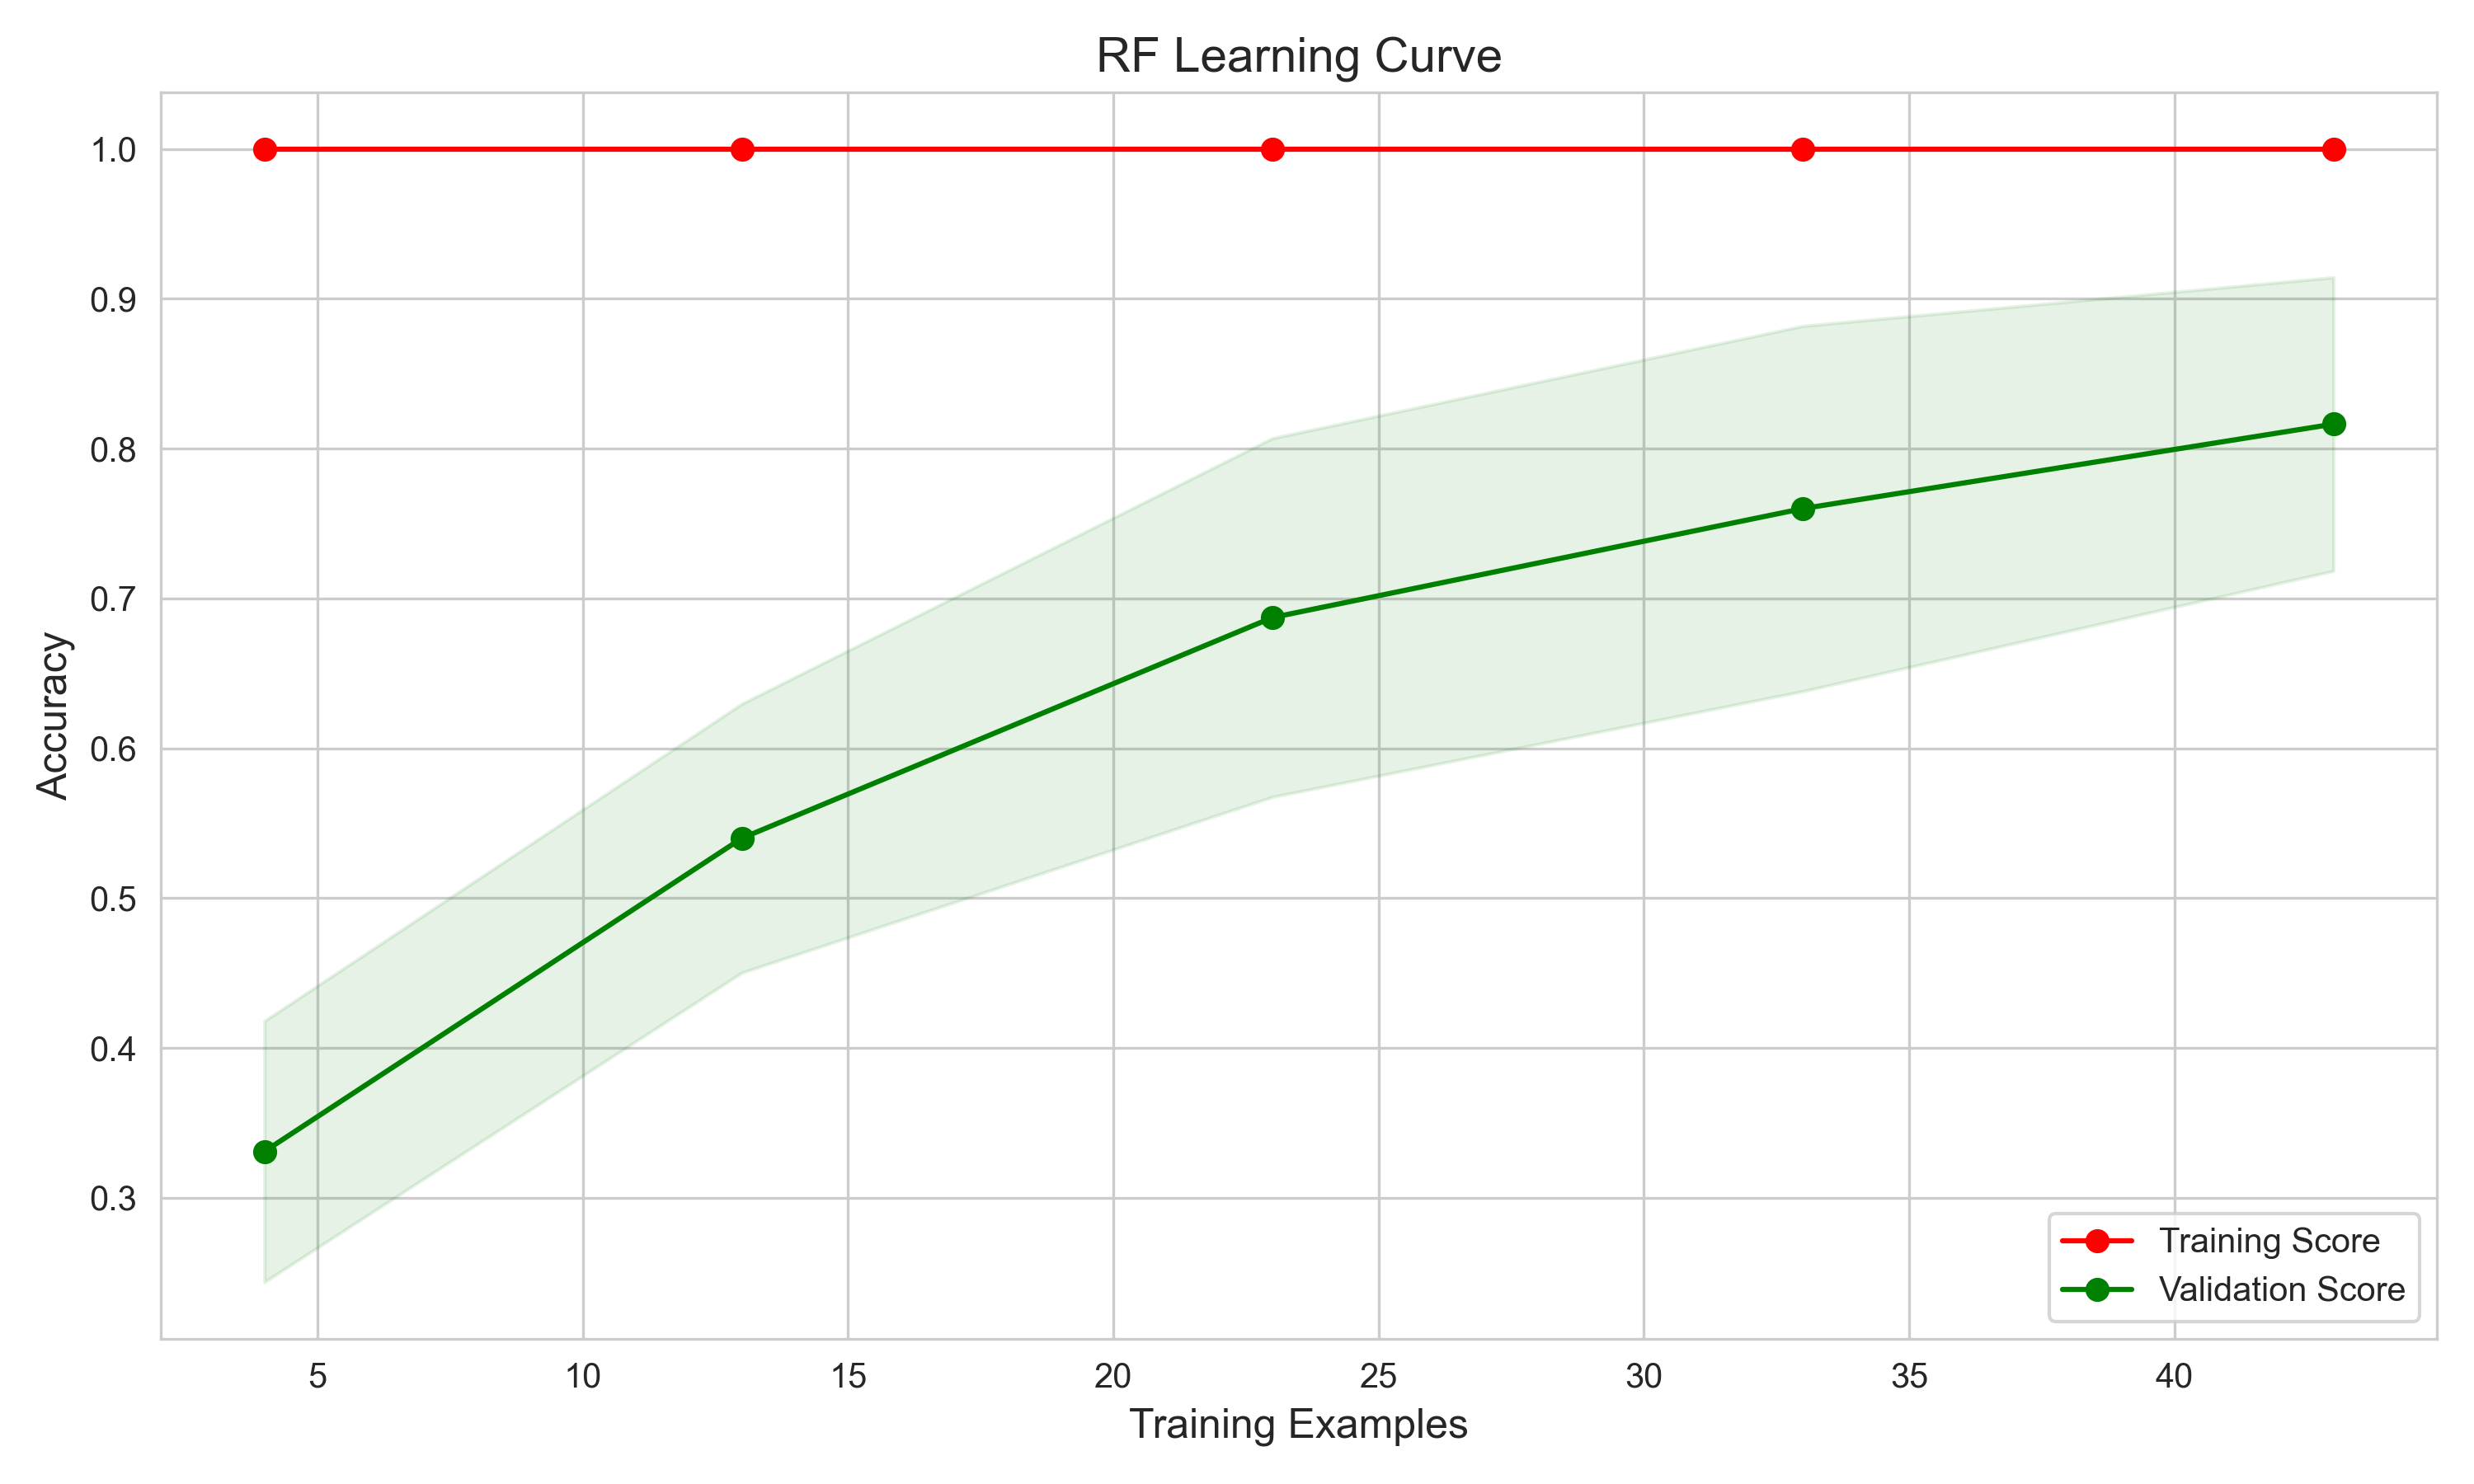 RF Learning Curve
1.0
0.9
0.8
0.7
0.6
0.5
0.4
0.3
Accuracy
Training Score
Validation Score
5 10 15 20 25 30 35 40
Training Examples